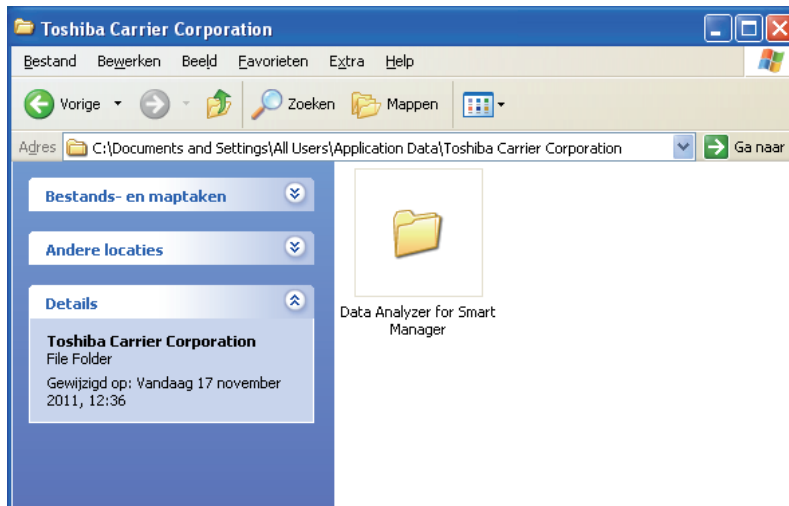 Toshiba Carrier Corporation
Bestand Bewerken Beeld Favorieten Extra Help
Vorige Zoeken Mappen
Adres C:\Documents and Settings\All Users\Application Data\Toshiba Carrier Corporation Ga naar
Bestands- en maptaken
Andere locaties
Details
Toshiba Carrier Corporation
File Folder
Gewijzigd op: Vandaag 17 november
2011, 12:36
Data Analyzer for Smart
Manager